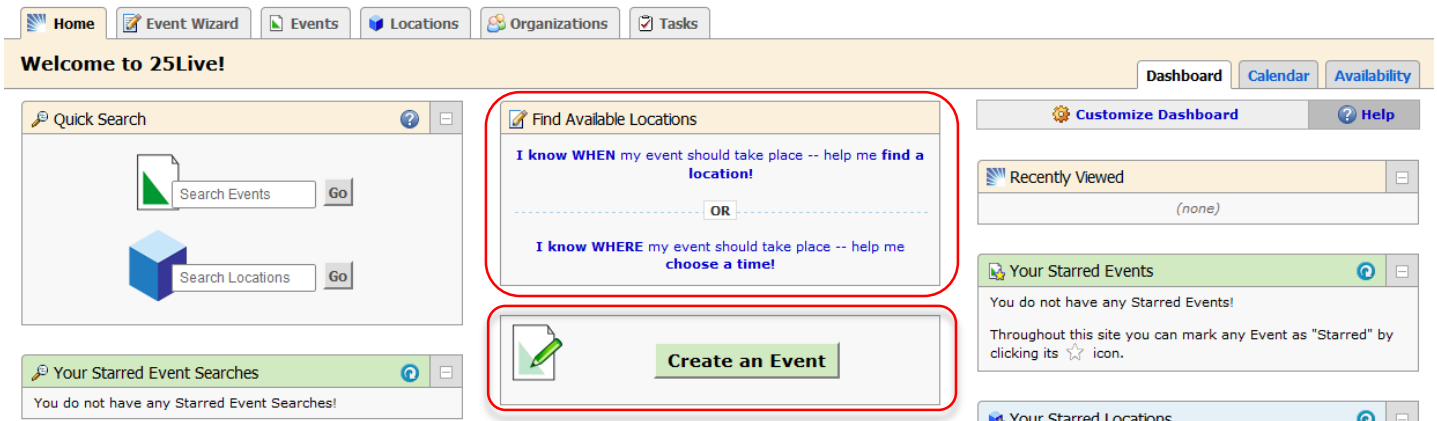 Home
Event Wizard
Events
Locations
Organizations
Tasks
Welcome to 25Live!
Dashboard
Calendar
Availability
Quick Search
Search Events
Go
Search Locations
Go
Your Starred Event Searches
You do not have any Starred Event Searches!
Find Available Locations
I know WHEN my event should take place -- help me find a
location!
OR
I know WHERE my event should take place -- help me
choose a time!
Create an Event
Customize Dashboard
Help
Recently Viewed
(none)
Your Starred Events
You do not have any Starred Events!
Throughout this site you can mark any Event as "Starred" by
clicking its icon.
Your Starred Locations